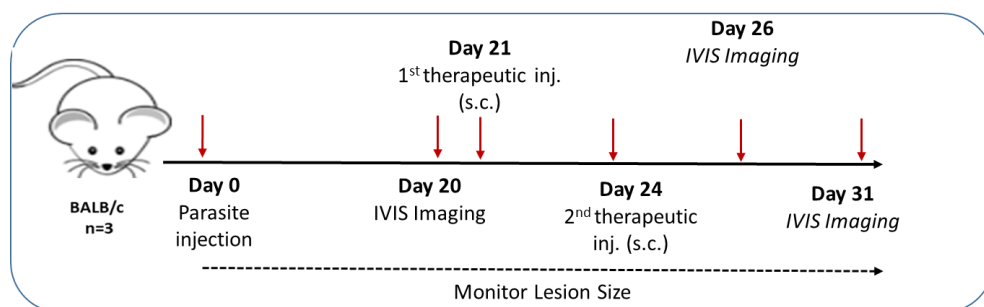 Day 26
IVIS Imaging
Day 21
1st therapeutic inj.
(s.c.)
BALB/c
n=3
Day 0
Parasite
injection
Day 20
IVIS Imaging
Day 24
2nd therapeutic
inj. (s.c.)
Day 31
IVIS Imaging
Monitor Lesion Size